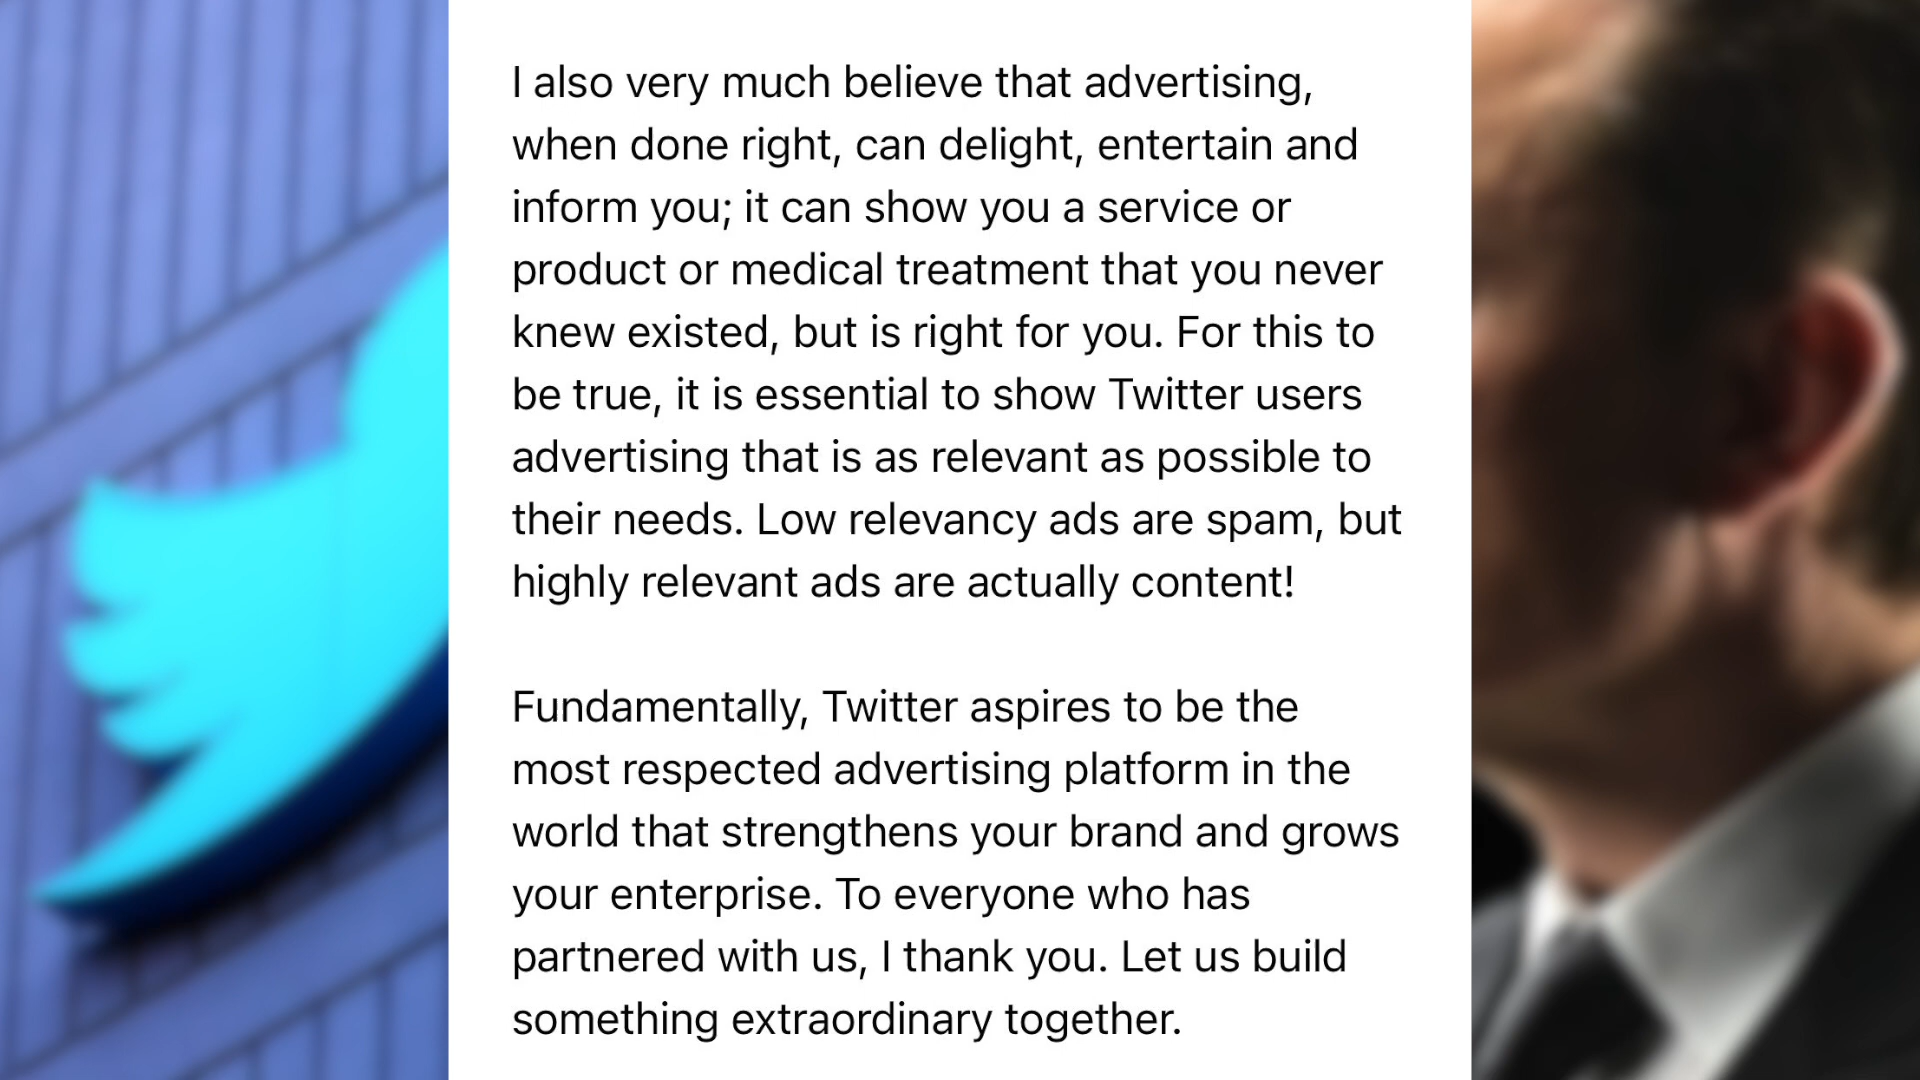 I also very much believe that advertising,
when done right, can delight, entertain and
inform you; it can show you a service or
product or medical treatment that you never
knew existed, but is right for you. For this to
be true, it is essential to show Twitter users
advertising that is as relevant as possible to
their needs. Low relevancy ads are spam, but
highly relevant ads are actually content!
Fundamentally, Twitter aspires to be the
most respected advertising platform in the
world that strengthens your brand and grows
your enterprise. To everyone who has
partnered with us, I thank you. Let us build
something extraordinary together.